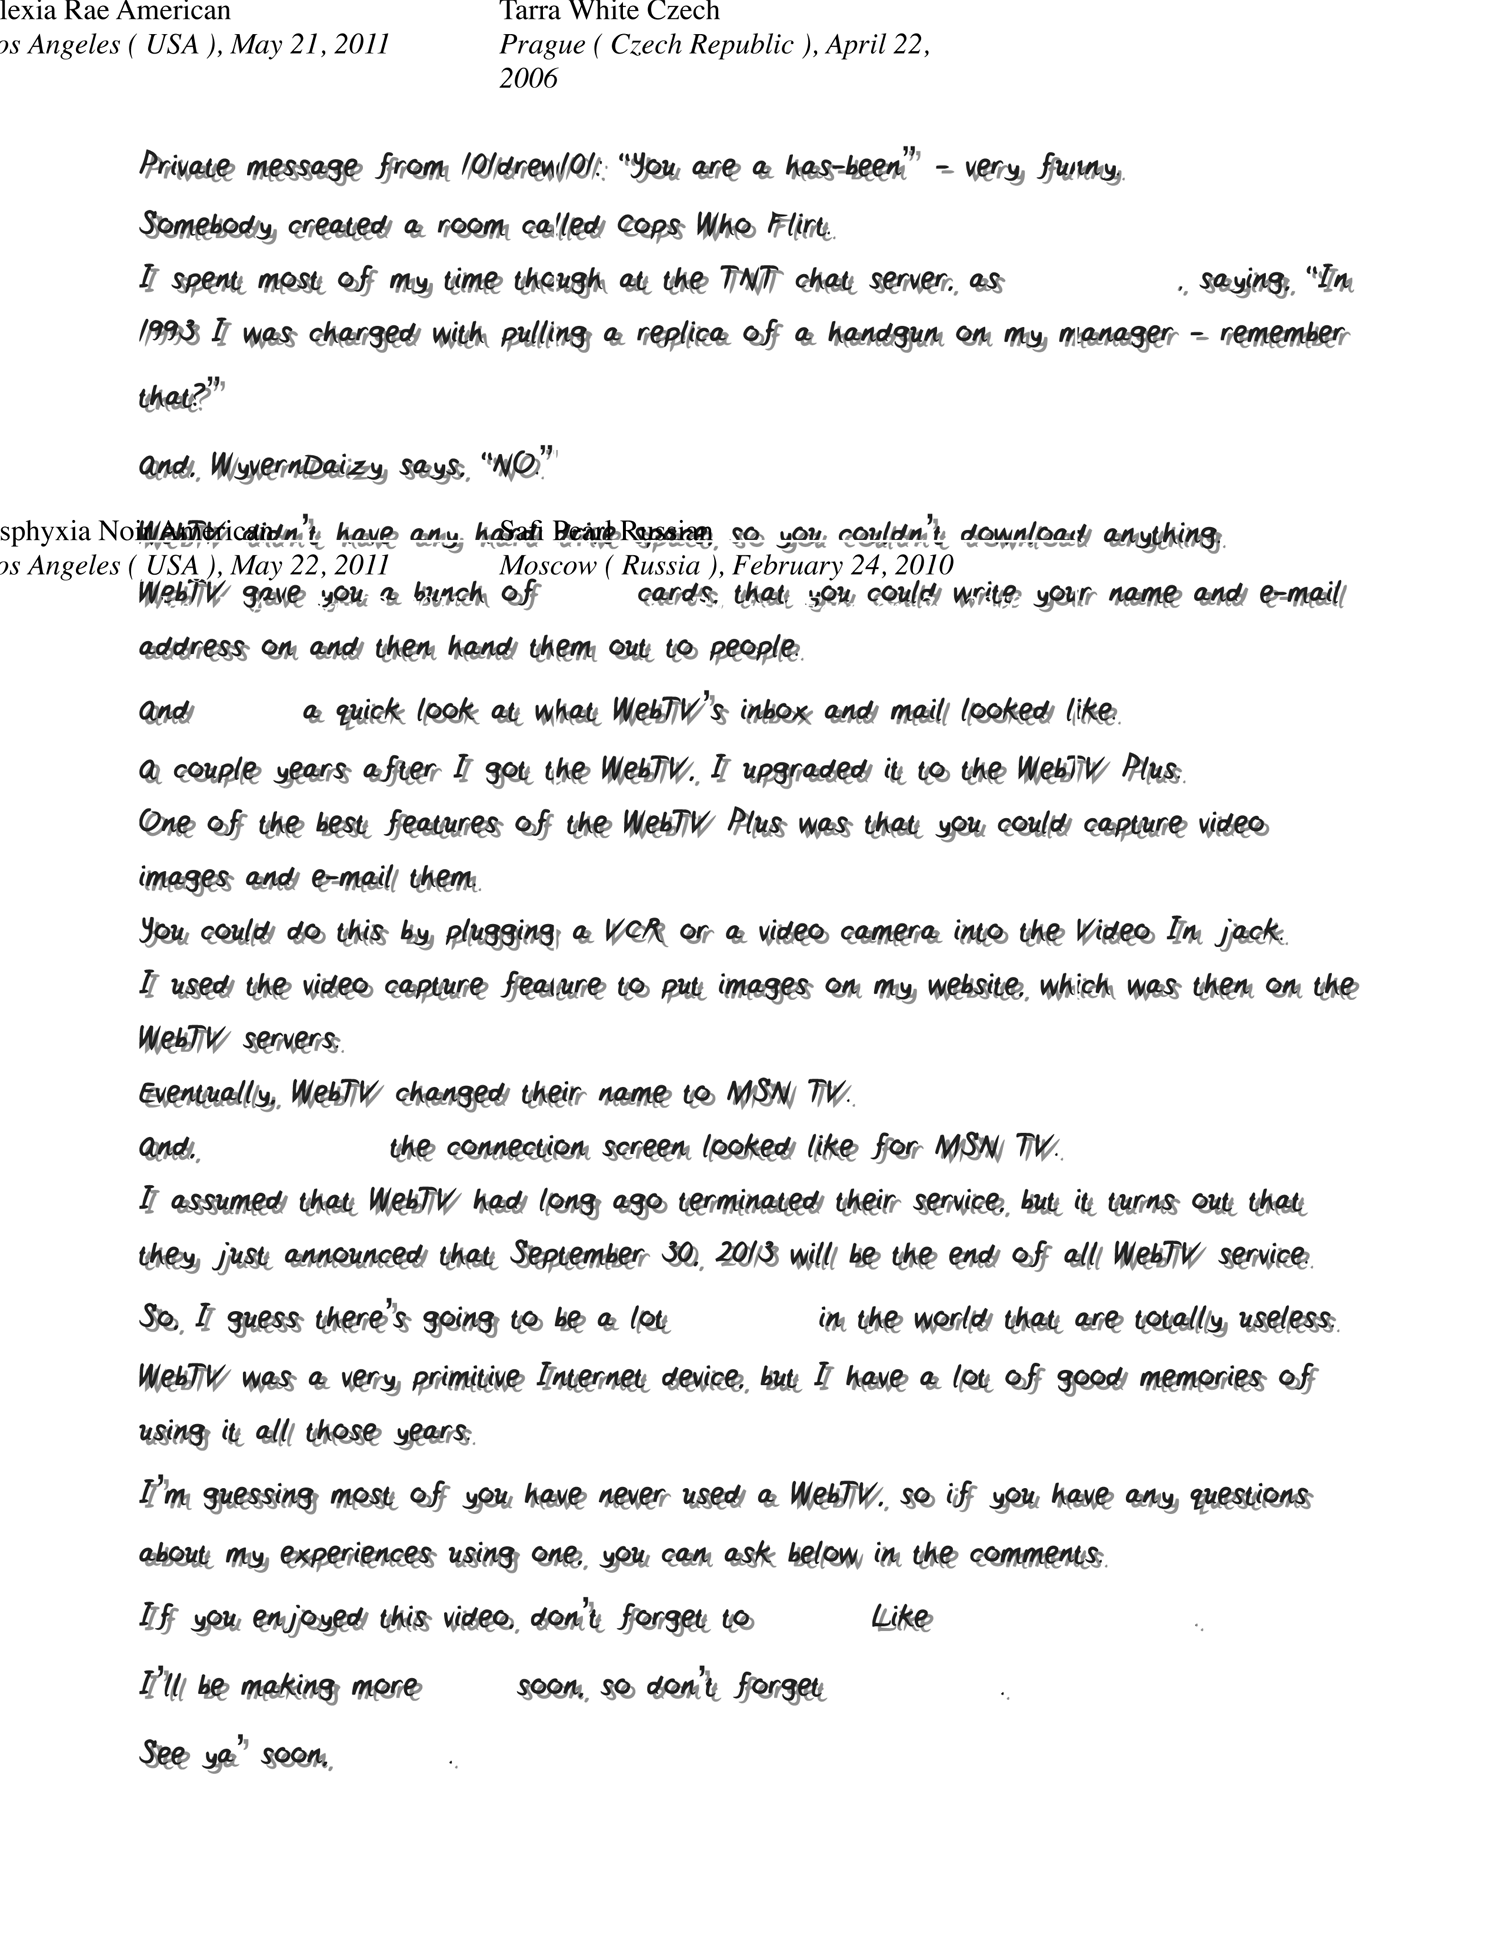 lexia Rae American
os Angeles ( USA ), May 21, 2011
Tarra White Czech
Prague ( Czech Republic ), April 22,
2006
Private message from 101drew101: “You are a has-been” – very funny.
Somebody created a room called Cops Who Flirt.
I spent most of my time though at the TNT chat server, as , saying, “In
1993 I was charged with pulling a replica of a handgun on my manager – remember
that?”
And, WyvernDaizy says, “NO.”
sphyxia Noir American
Safi Pearl Russian
WebTV didn’t have any hard drive space, so you couldn’t download anything.
os Angeles ( USA ), May 22, 2011
Moscow ( Russia ), February 24, 2010
WebTV gave you a bunch of cards, that you could write your name and e-mail
address on and then hand them out to people.
And a quick look at what WebTV’s inbox and mail looked like.
A couple years after I got the WebTV, I upgraded it to the WebTV Plus.
One of the best features of the WebTV Plus was that you could capture video
images and e-mail them.
You could do this by plugging a VCR or a video camera into the Video In jack.
I used the video capture feature to put images on my website, which was then on the
WebTV servers.
Eventually, WebTV changed their name to MSN TV.
And, the connection screen looked like for MSN TV.
I assumed that WebTV had long ago terminated their service, but it turns out that
they just announced that September 30, 2013 will be the end of all WebTV service.
So, I guess there’s going to be a lot in the world that are totally useless.
WebTV was a very primitive Internet device, but I have a lot of good memories of
using it all those years.
I’m guessing most of you have never used a WebTV, so if you have any questions
about my experiences using one, you can ask below in the comments.
If you enjoyed this video, don’t forget to Like .
I’ll be making more soon, so don’t forget .
See ya’ soon, .